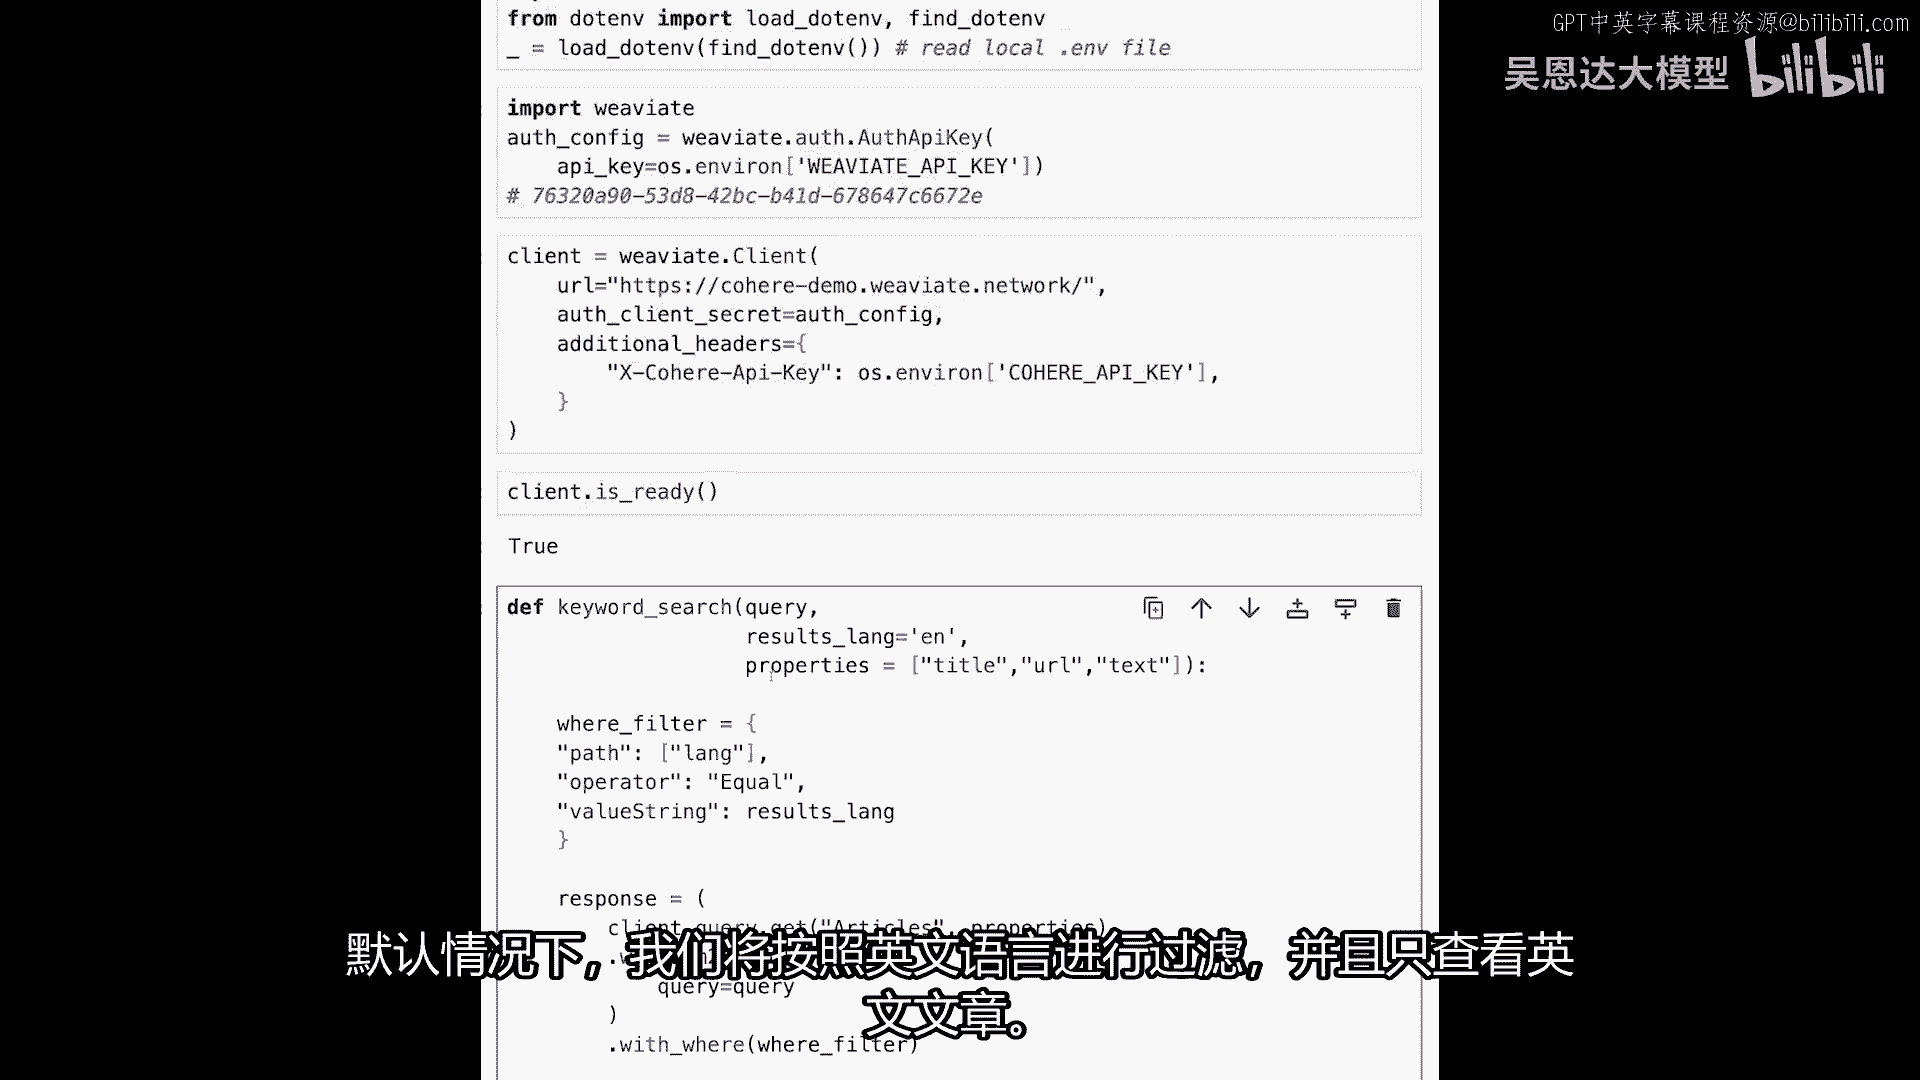 GPT中英字幕课程资源@bilibili.com
吴恩达大模型 bilibili
from dotenv import load_dotenv, find_dotenv
_ = load_dotenv(find_dotenv()) # read local .env file
import weaviate
auth_config = weaviate.auth.AuthApiKey(
    api_key=os.environ['WEAVIATE_API_KEY'])
# 76320a90-53d8-42bc-b41d-678647c6672e
client = weaviate.Client(
    url="https://cohere-demo.weaviate.network/",
    auth_client_secret=auth_config,
    additional_headers={
        "X-Cohere-Api-Key": os.environ['COHERE_API_KEY'],
    }
)
client.is_ready()
True
def keyword_search(query,
                   results_lang='en',
                   properties = ["title","url","text"]):
    where_filter = {
    "path": ["lang"],
    "operator": "Equal",
    "valueString": results_lang
    }
    response = (
        client.query.get("Articles", properties)
            query=query
        )
        .with_where(where_filter)
默认情况下，我们将按照英文语言进行过滤，并且只查看英
文文章。